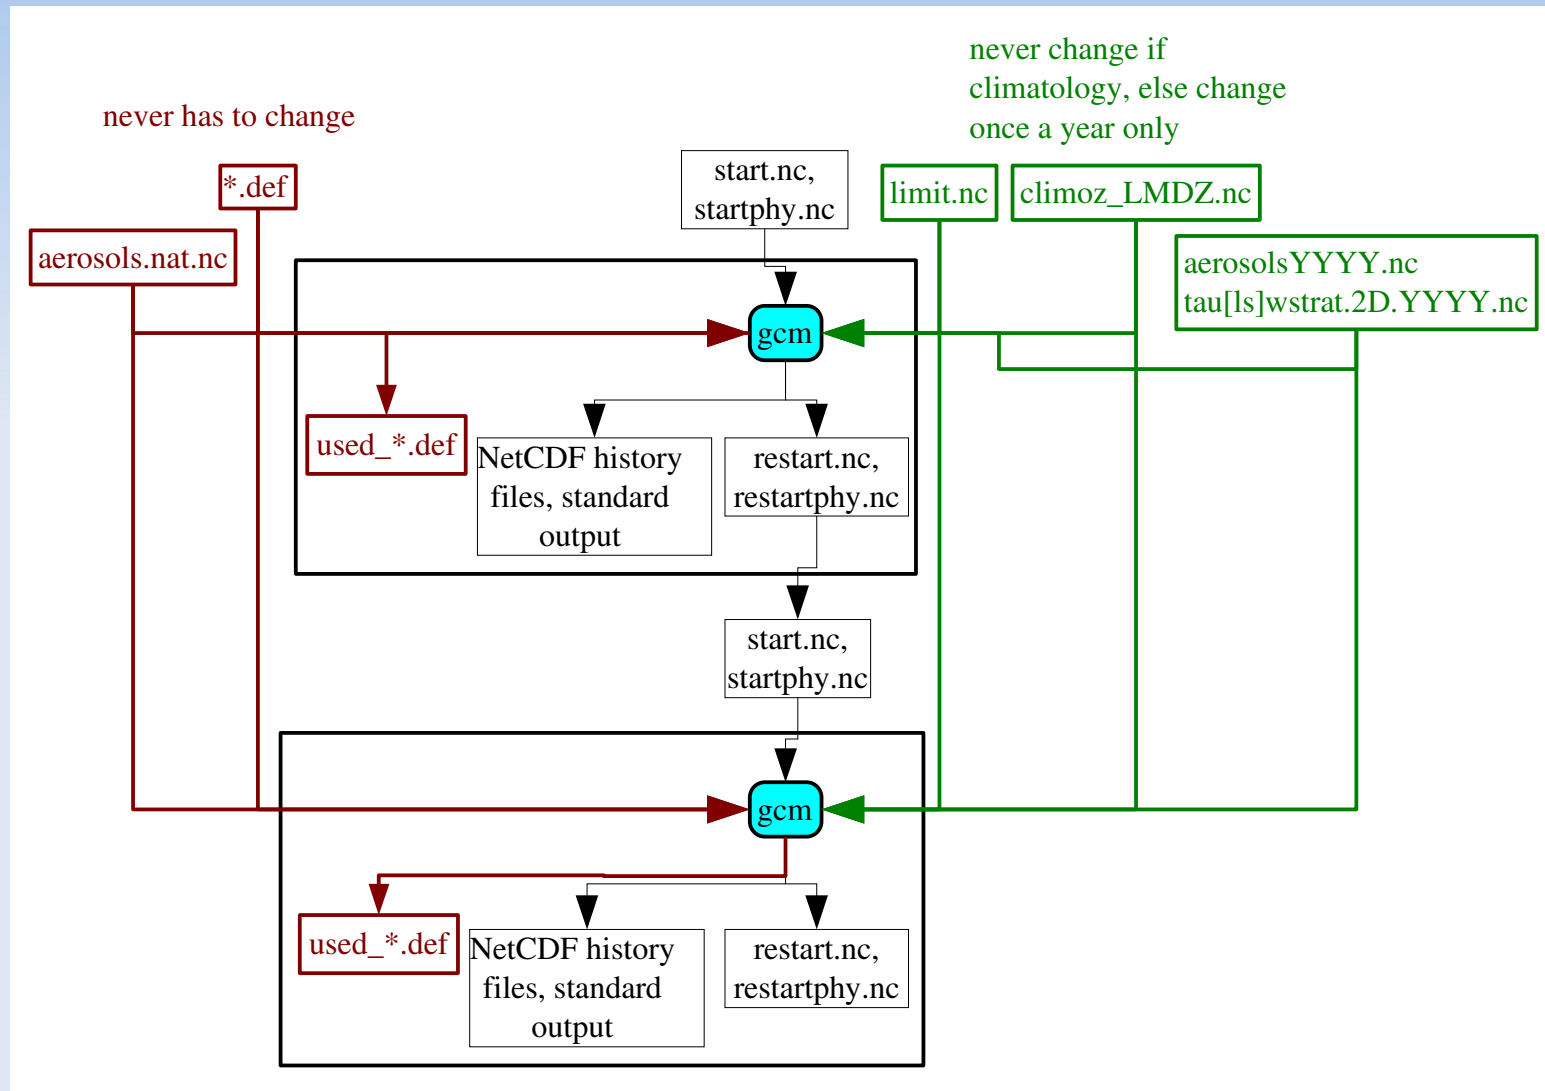 never change if
climatology, else change
once a year only
never has to change
*.def
start.nc,
startphy.nc
limit.nc
climoz_LMDZ.nc
aerosols.nat.nc
aerosolsYYYY.nc
tau[ls]wstrat.2D.YYYY.nc
gcm
used_*.def
NetCDF history
files, standard
output
restart.nc,
restartphy.nc
start.nc,
startphy.nc
gcm
used_*.def
NetCDF history
files, standard
output
restart.nc,
restartphy.nc